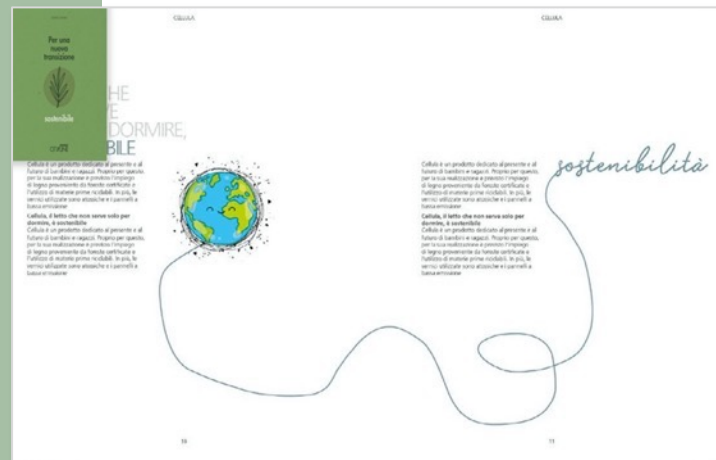 Per una
nuova
transizione
sostenibile
CELLULA
CELLULA
HE
E
DORMIRE,
BILE
Cellula è un prodotto dedicato al presente e al
futuro di bambini e ragazzi. Proprio per questo,
per la sua realizzazione è previsto l'impiego
di legno proveniente da foreste certificate e
l'utilizzo di materie prime riciclabili. In più, le
vernici utilizzate sono atossiche e i pannelli a
bassa emissione
Cellula, il letto che non serve solo per
dormire, è sostenibile
Cellula è un prodotto dedicato al presente e al
futuro di bambini e ragazzi. Proprio per questo,
per la sua realizzazione è previsto l'impiego
di legno proveniente da foreste certificate e
l'utilizzo di materie prime riciclabili. In più, le
vernici utilizzate sono atossiche e i pannelli a
bassa emissione
Cellula è un prodotto dedicato al presente e al
futuro di bambini e ragazzi. Proprio per questo,
per la sua realizzazione è previsto l'impiego
di legno proveniente da foreste certificate e
l'utilizzo di materie prime riciclabili. In più, le
vernici utilizzate sono atossiche e i pannelli a
bassa emissione
Cellula, il letto che non serve solo per
dormire, è sostenibile
Cellula è un prodotto dedicato al presente e al
futuro di bambini e ragazzi. Proprio per questo,
per la sua realizzazione è previsto l'impiego
di legno proveniente da foreste certificate e
l'utilizzo di materie prime riciclabili. In più, le
vernici utilizzate sono atossiche e i pannelli a
bassa emissione
sostenibilità
11